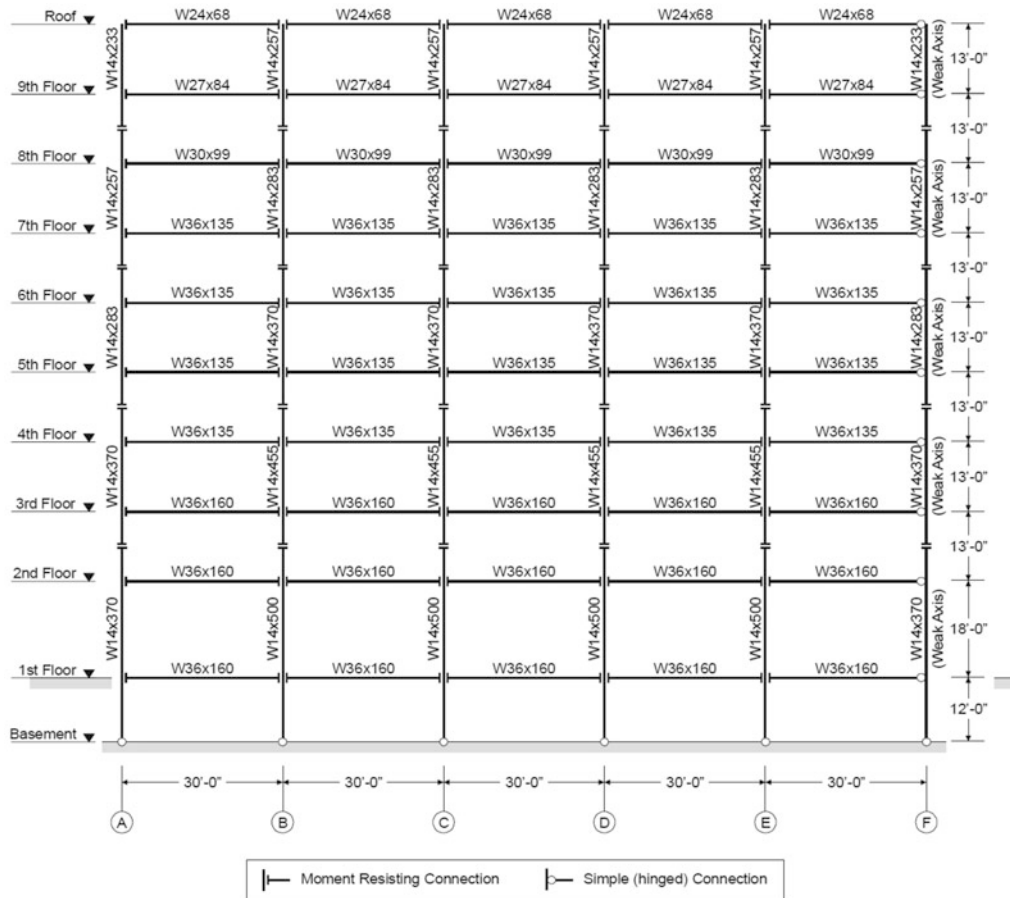 Roof W24x68 W24x68 W24x68 W24x68 W24x68
W14x233 W14x257 W14x257 W14x257 W14x233 (Weak Axis) 13'-0"
9th Floor W27x84 W27x84 W27x84 W27x84 W27x84
13'-0"
8th Floor W30x99 W30x99 W30x99 W30x99 W30x99
W14x257 W14x283 W14x283 W14x283 W14x283 W14x257 (Weak Axis) 13'-0"
7th Floor W36x135 W36x135 W36x135 W36x135 W36x135
13'-0"
6th Floor W36x135 W36x135 W36x135 W36x135 W36x135
W14x283 W14x370 W14x370 W14x370 W14x370 W14x283 (Weak Axis) 13'-0"
5th Floor W36x135 W36x135 W36x135 W36x135 W36x135
13'-0"
4th Floor W36x135 W36x135 W36x135 W36x135 W36x135
W14x370 W14x455 W14x455 W14x455 W14x455 W14x370 (Weak Axis) 13'-0"
3rd Floor W36x160 W36x160 W36x160 W36x160 W36x160
13'-0"
2nd Floor W36x160 W36x160 W36x160 W36x160 W36x160
W14x370 W14x500 W14x500 W14x500 W14x500 W14x370 (Weak Axis) 18'-0"
1st Floor W36x160 W36x160 W36x160 W36x160 W36x160
12'-0"
Basement
30'-0" 30'-0" 30'-0" 30'-0" 30'-0"
A B C D E F
Moment Resisting Connection Simple (hinged) Connection